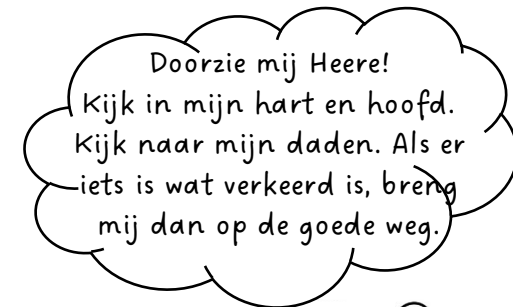 Doorzie mij Heere!
Kijk in mijn hart en hoofd.
Kijk naar mijn daden. Als er
iets is wat verkeerd is, breng
mij dan op de goede weg.